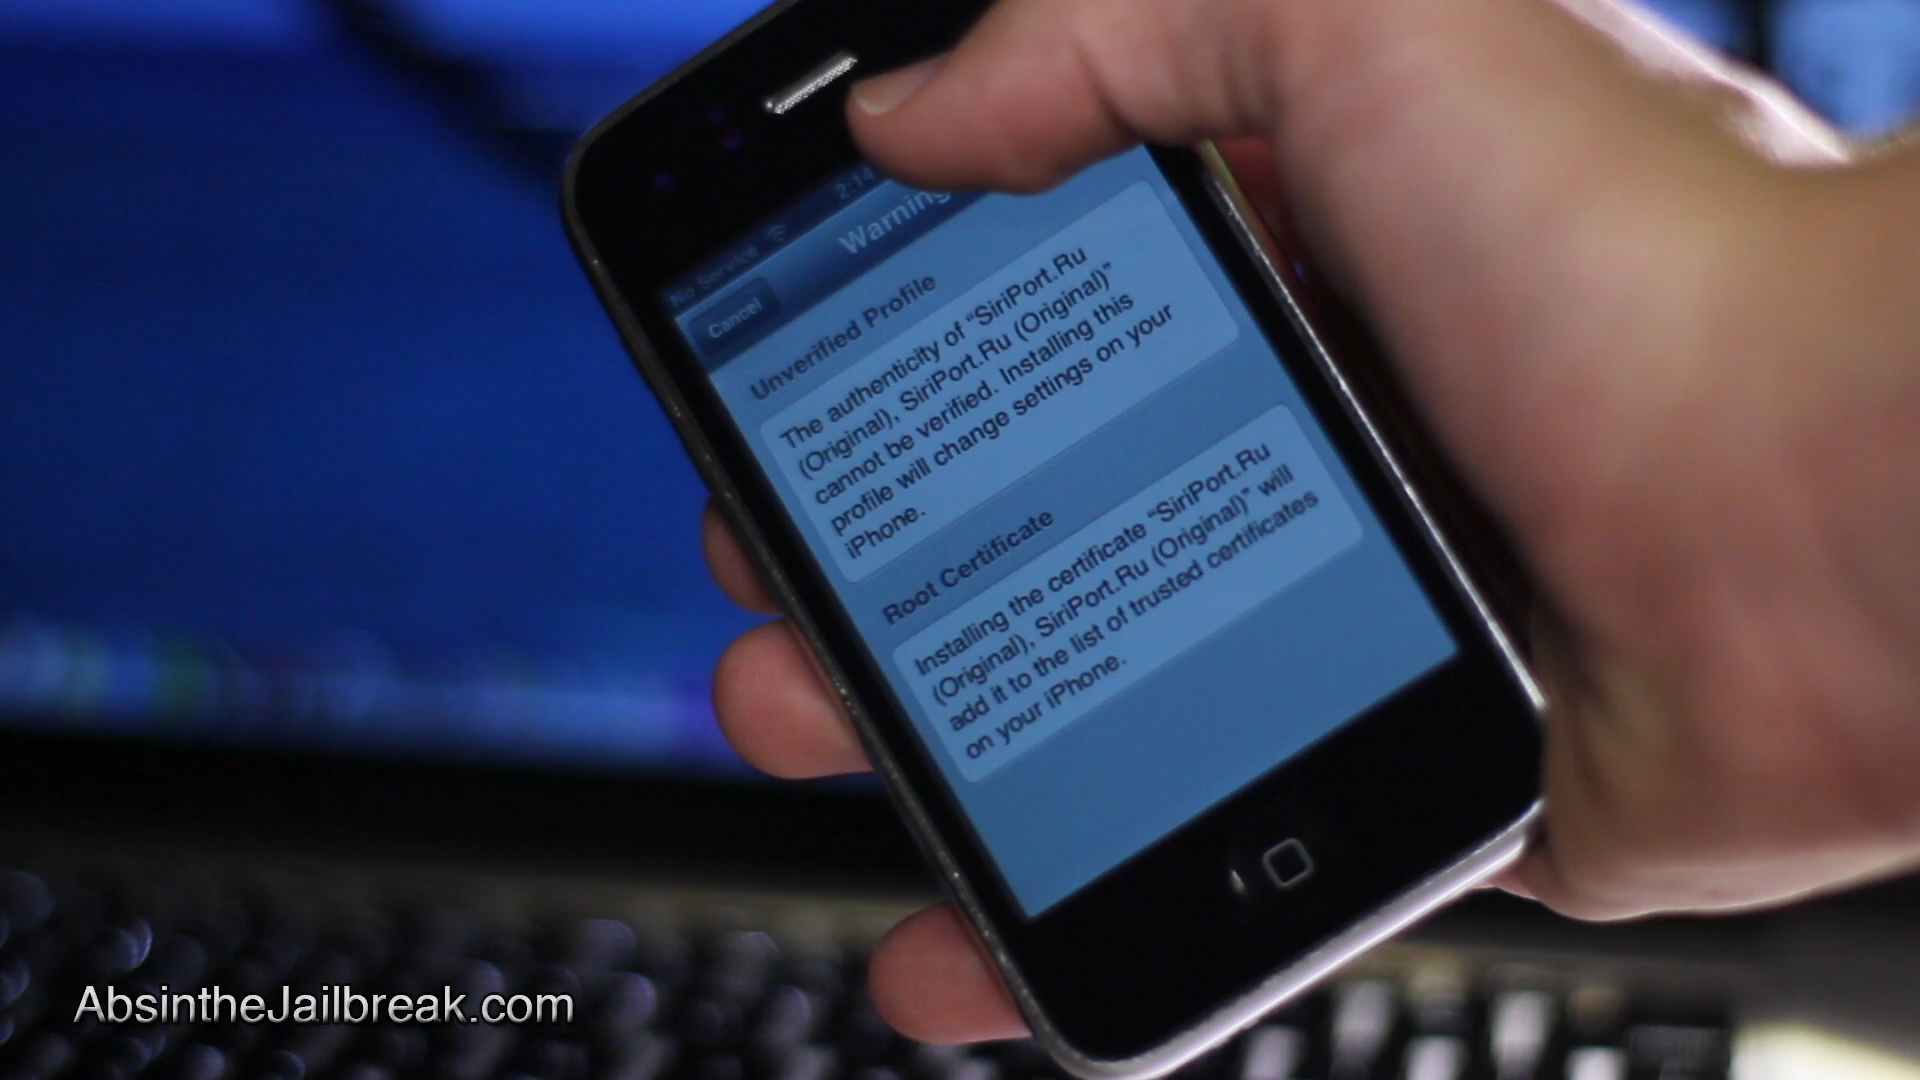 No Service 2:14
Cancel
Warning
Unverified Profile
The authenticity of “SiriPort.Ru
(Original), SiriPort.Ru (Original)”
cannot be verified. Installing this
profile will change settings on your
iPhone.
Root Certificate
Installing the certificate “SiriPort.Ru
(Original), SiriPort.Ru (Original)” will
add it to the list of trusted certificates
on your iPhone.
AbsintheJailbreak.com